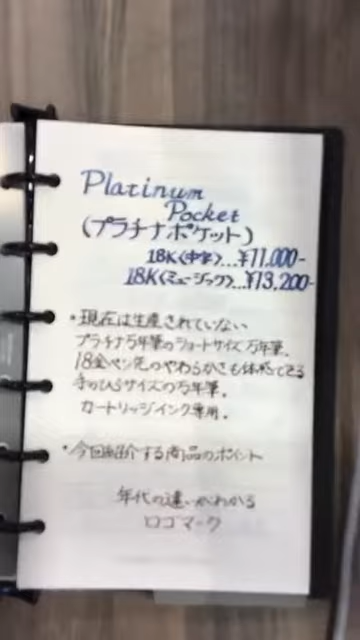 Platinum
Pocket
(プラチナポケット)
18K<中字>...¥11.000-
18K<ミュージック>...¥13,200-
・現在は生産されていない
プラチナ万年筆のショートサイズ万年筆。
18金ペン先のやわらかさも体感できる
手のひらサイズの万年筆。
カートリッジインク専用。
・今回紹介する商品のポイント
年代の違いがわかる
ロゴマーク